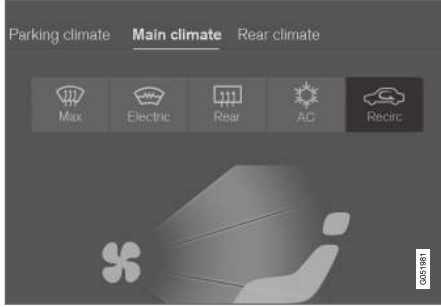 Parking climate Main climate Rear climate
Max Electric Rear AC Recirc
G051981